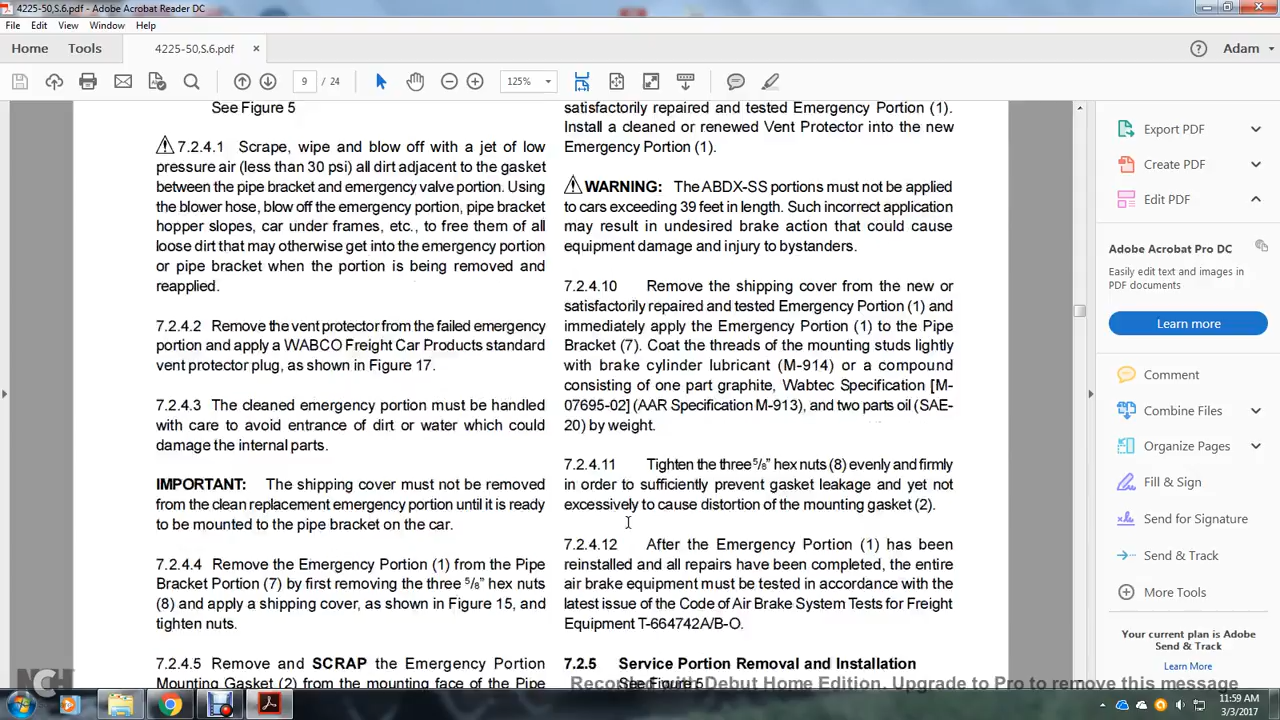 4225-50,S.6.pdf - Adobe Acrobat Reader DC
File Edit View Window Help
Home Tools 4225-50,S.6.pdf × Adam
9 / 24 125%
See Figure 5
7.2.4.1 Scrape, wipe and blow off with a jet of low
pressure air (less than 30 psi) all dirt adjacent to the gasket
between the pipe bracket and emergency valve portion. Using
the blower hose, blow off the emergency portion, pipe bracket
hopper slopes, car under frames, etc., to free them of all
loose dirt that may otherwise get into the emergency portion
or pipe bracket when the portion is being removed and
reapplied.
7.2.4.2 Remove the vent protector from the failed emergency
portion and apply a WABCO Freight Car Products standard
vent protector plug, as shown in Figure 17.
7.2.4.3 The cleaned emergency portion must be handled
with care to avoid entrance of dirt or water which could
damage the internal parts.
IMPORTANT: The shipping cover must not be removed
from the clean replacement emergency portion until it is ready
to be mounted to the pipe bracket on the car.
7.2.4.4 Remove the Emergency Portion (1) from the Pipe
Bracket Portion (7) by first removing the three 5/8" hex nuts
(8) and apply a shipping cover, as shown in Figure 15, and
tighten nuts.
7.2.4.5 Remove and SCRAP the Emergency Portion
Mounting Gasket (2) from the mounting face of the Pipe
satisfactorily repaired and tested Emergency Portion (1).
Install a cleaned or renewed Vent Protector into the new
Emergency Portion (1).
WARNING: The ABDX-SS portions must not be applied
to cars exceeding 39 feet in length. Such incorrect application
may result in undesired brake action that could cause
equipment damage and injury to bystanders.
7.2.4.10 Remove the shipping cover from the new or
satisfactorily repaired and tested Emergency Portion (1) and
immediately apply the Emergency Portion (1) to the Pipe
Bracket (7). Coat the threads of the mounting studs lightly
with brake cylinder lubricant (M-914) or a compound
consisting of one part graphite, Wabtec Specification [M-
07695-02] (AAR Specification M-913), and two parts oil (SAE-
20) by weight.
7.2.4.11 Tighten the three 5/8" hex nuts (8) evenly and firmly
in order to sufficiently prevent gasket leakage and yet not
excessively to cause distortion of the mounting gasket (2).
7.2.4.12 After the Emergency Portion (1) has been
reinstalled and all repairs have been completed, the entire
air brake equipment must be tested in accordance with the
latest issue of the Code of Air Brake System Tests for Freight
Equipment T-664742A/B-O.
7.2.5 Service Portion Removal and Installation
See Figure 5
Export PDF
Create PDF
Edit PDF
Adobe Acrobat Pro DC
Easily edit text and images in
PDF documents
Learn more
Comment
Combine Files
Organize Pages
Fill & Sign
Send for Signature
Send & Track
More Tools
Your current plan is Adobe
Send & Track
Learn More
NCH
Recorded with Debut Home Edition. Upgrade to Pro to remove this message
11:59 AM
3/3/2017